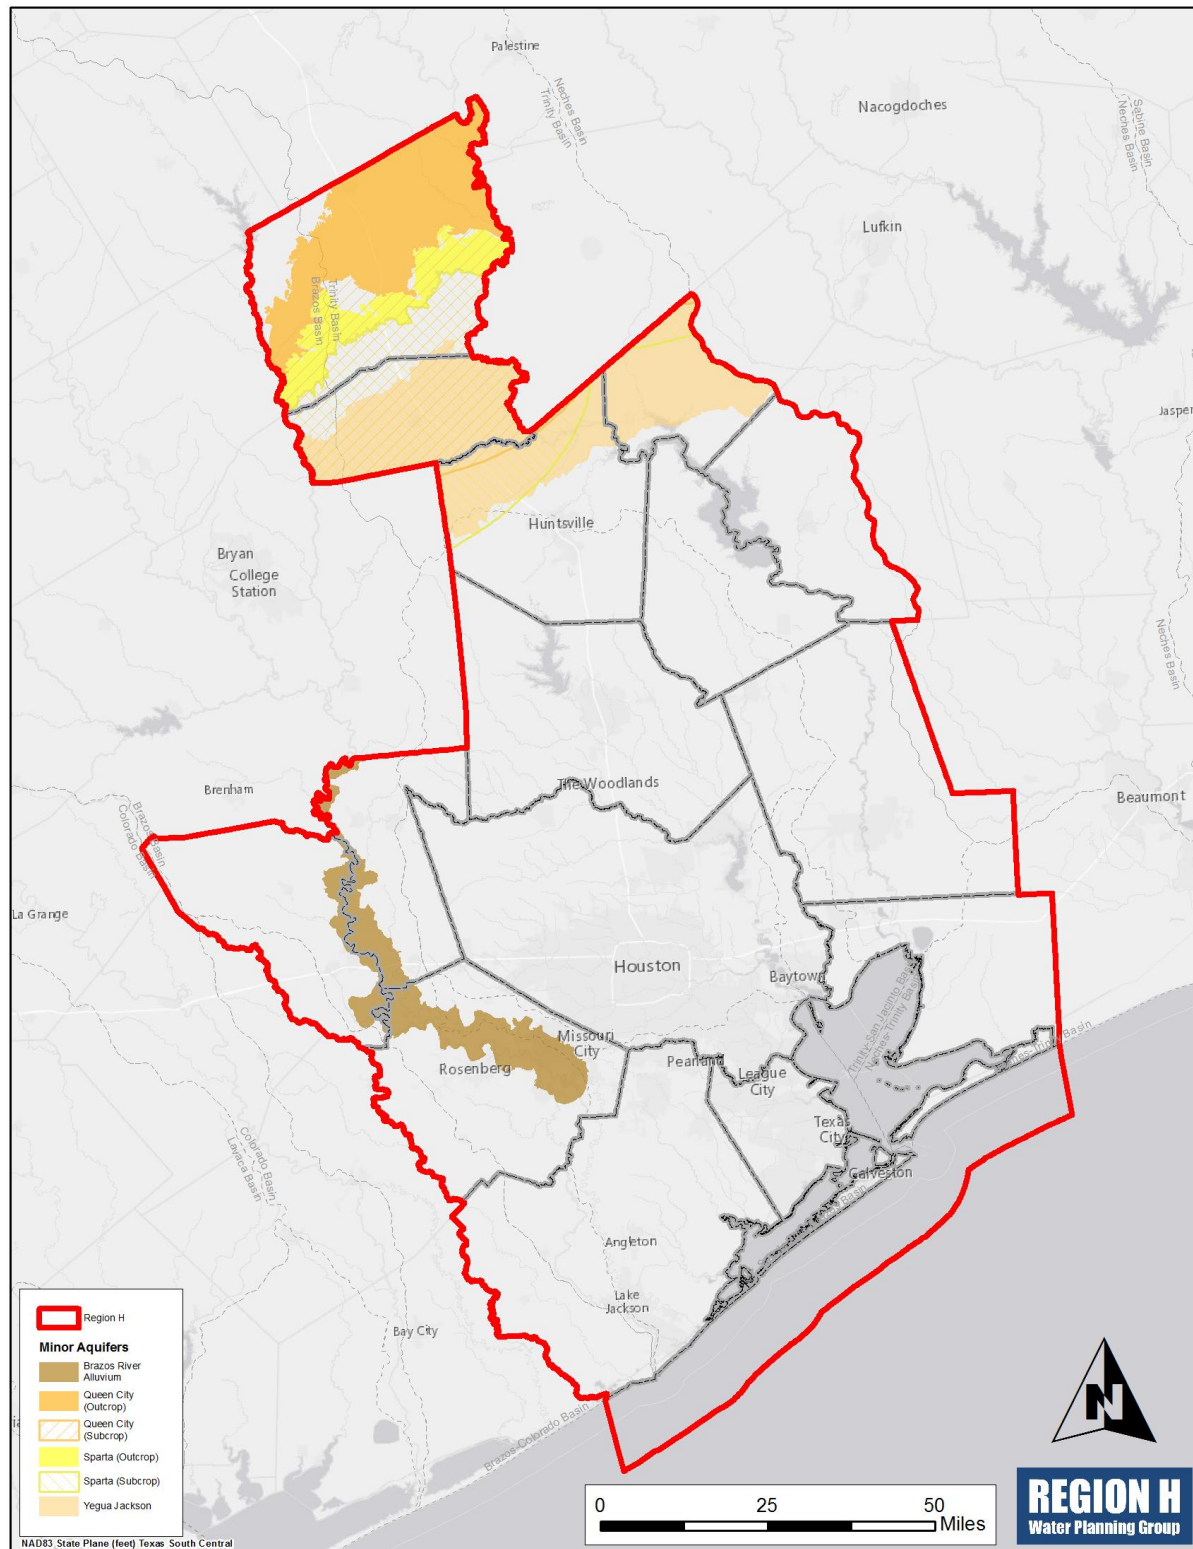 Palestine
Neches Basin
Trinity Basin
Nacogdoches
Sabine Basin
Neches Basin
Lufkin
Trinity Basin
Brazos Basin
Jasper
Huntsville
Bryan
College
Station
Neches Basin
Brenham
The Woodlands
Beaumont
Brazos Basin
Colorado Basin
La Grange
Houston
Baytown
Neches-Trinity Basin
Missouri
City
Rosenberg
Pearland
League
City
Texas
City
Galveston
Colorado Basin
Lavaca Basin
Angleton
Lake
Jackson
Bay City
Brazos-Colorado Basin
Region H
Minor Aquifers
Brazos River
Alluvium
Queen City
(Outcrop)
Queen City
(Subcrop)
Sparta (Outcrop)
Sparta (Subcrop)
Yegua Jackson
N
0 25 50
Miles
REGION H
Water Planning Group
NAD83 State Plane (feet) Texas South Central